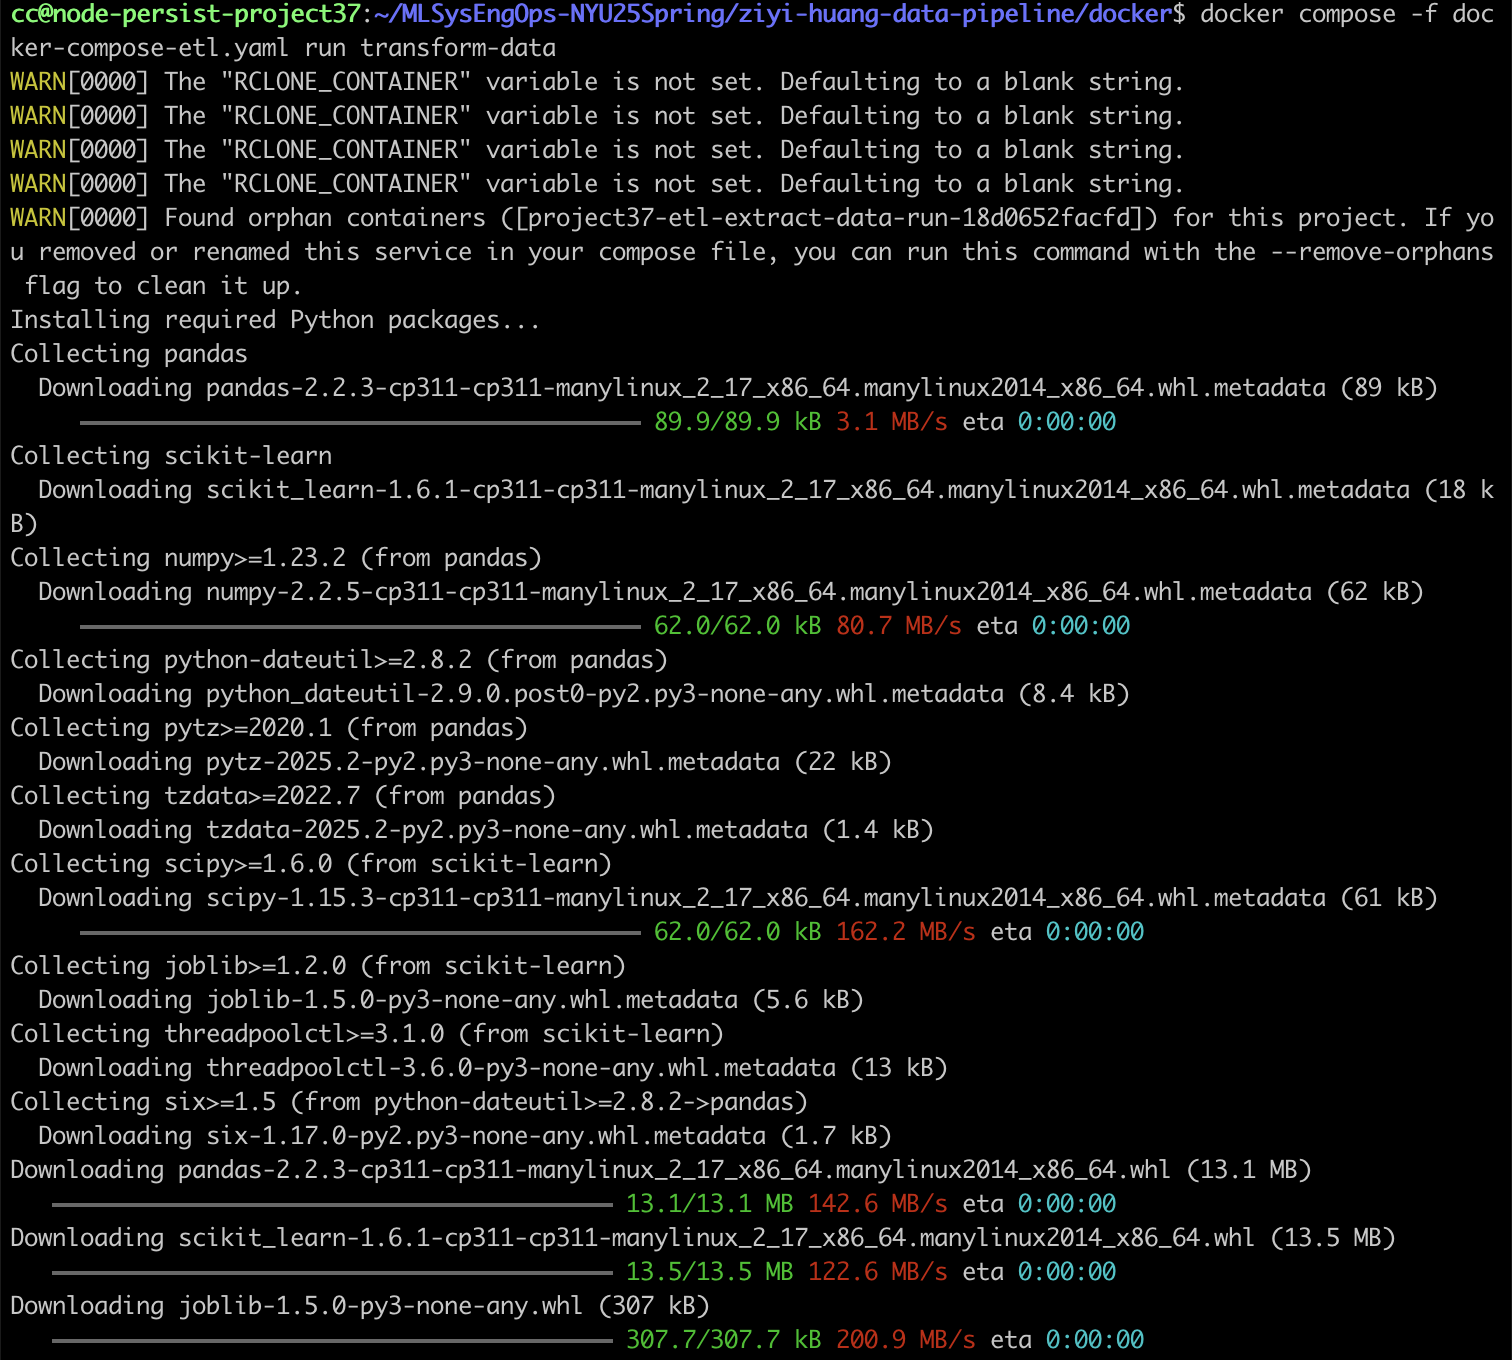 cc@node-persist-project37:~/MLSysEngOps-NYU25Spring/ziyi-huang-data-pipeline/docker$ docker compose -f doc
ker-compose-etl.yaml run transform-data
WARN[0000] The "RCLONE_CONTAINER" variable is not set. Defaulting to a blank string.
WARN[0000] The "RCLONE_CONTAINER" variable is not set. Defaulting to a blank string.
WARN[0000] The "RCLONE_CONTAINER" variable is not set. Defaulting to a blank string.
WARN[0000] The "RCLONE_CONTAINER" variable is not set. Defaulting to a blank string.
WARN[0000] Found orphan containers ([project37-etl-extract-data-run-18d0652facfd]) for this project. If yo
u removed or renamed this service in your compose file, you can run this command with the --remove-orphans
 flag to clean it up.
Installing required Python packages...
Collecting pandas
  Downloading pandas-2.2.3-cp311-cp311-manylinux_2_17_x86_64.manylinux2014_x86_64.whl.metadata (89 kB)
89.9/89.9 kB 3.1 MB/s eta 0:00:00
Collecting scikit-learn
  Downloading scikit_learn-1.6.1-cp311-cp311-manylinux_2_17_x86_64.manylinux2014_x86_64.whl.metadata (18 k
B)
Collecting numpy>=1.23.2 (from pandas)
  Downloading numpy-2.2.5-cp311-cp311-manylinux_2_17_x86_64.manylinux2014_x86_64.whl.metadata (62 kB)
62.0/62.0 kB 80.7 MB/s eta 0:00:00
Collecting python-dateutil>=2.8.2 (from pandas)
  Downloading python_dateutil-2.9.0.post0-py2.py3-none-any.whl.metadata (8.4 kB)
Collecting pytz>=2020.1 (from pandas)
  Downloading pytz-2025.2-py2.py3-none-any.whl.metadata (22 kB)
Collecting tzdata>=2022.7 (from pandas)
  Downloading tzdata-2025.2-py2.py3-none-any.whl.metadata (1.4 kB)
Collecting scipy>=1.6.0 (from scikit-learn)
  Downloading scipy-1.15.3-cp311-cp311-manylinux_2_17_x86_64.manylinux2014_x86_64.whl.metadata (61 kB)
62.0/62.0 kB 162.2 MB/s eta 0:00:00
Collecting joblib>=1.2.0 (from scikit-learn)
  Downloading joblib-1.5.0-py3-none-any.whl.metadata (5.6 kB)
Collecting threadpoolctl>=3.1.0 (from scikit-learn)
  Downloading threadpoolctl-3.6.0-py3-none-any.whl.metadata (13 kB)
Collecting six>=1.5 (from python-dateutil>=2.8.2->pandas)
  Downloading six-1.17.0-py2.py3-none-any.whl.metadata (1.7 kB)
Downloading pandas-2.2.3-cp311-cp311-manylinux_2_17_x86_64.manylinux2014_x86_64.whl (13.1 MB)
13.1/13.1 MB 142.6 MB/s eta 0:00:00
Downloading scikit_learn-1.6.1-cp311-cp311-manylinux_2_17_x86_64.manylinux2014_x86_64.whl (13.5 MB)
13.5/13.5 MB 122.6 MB/s eta 0:00:00
Downloading joblib-1.5.0-py3-none-any.whl (307 kB)
307.7/307.7 kB 200.9 MB/s eta 0:00:00